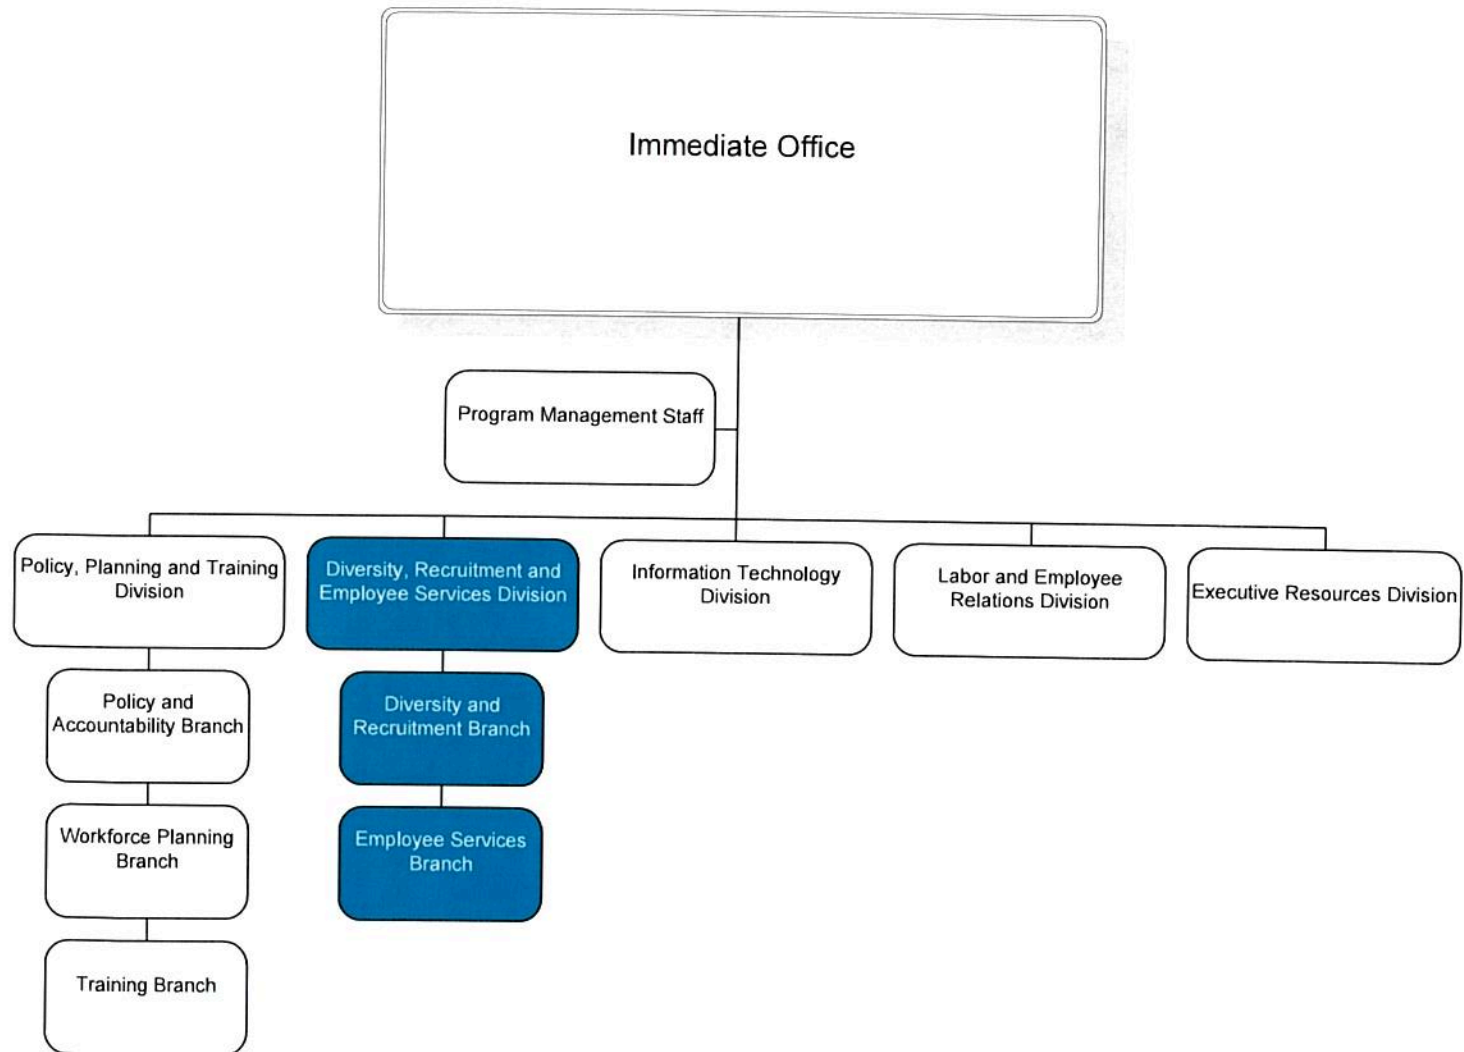 Immediate Office
Program Management Staff
Policy, Planning and Training
Division
Diversity, Recruitment and
Employee Services Division
Information Technology
Division
Labor and Employee
Relations Division
Executive Resources Division
Policy and
Accountability Branch
Diversity and
Recruitment Branch
Workforce Planning
Branch
Employee Services
Branch
Training Branch